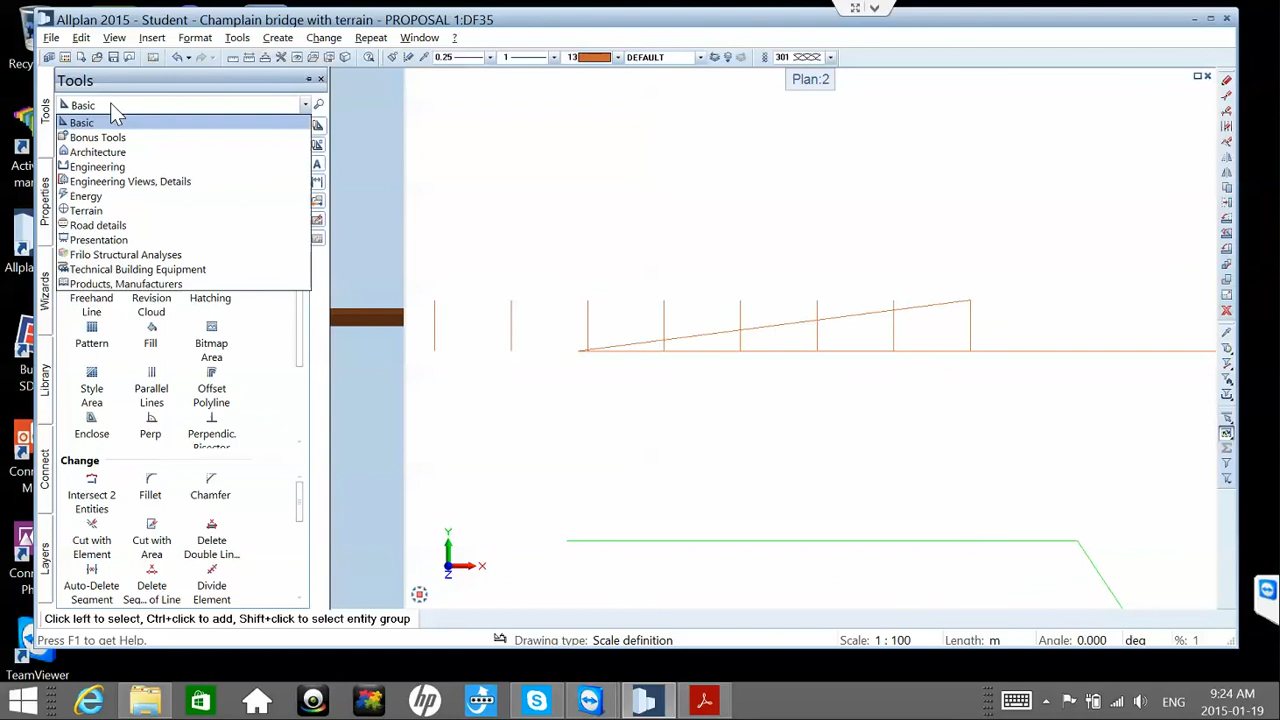 Allplan 2015 - Student - Champlain bridge with terrain - PROPOSAL 1:DF35
File Edit View Insert Format Tools Create Change Repeat Window ?
0.25 1 13 DEFAULT 301
Tools
Plan:2
Basic
Basic
Bonus Tools
Architecture
Engineering
Engineering Views, Details
Energy
Terrain
Road details
Presentation
Frilo Structural Analyses
Technical Building Equipment
Products, Manufacturers
Freehand Line
Revision Cloud
Hatching
Pattern
Fill
Bitmap Area
Style Area
Parallel Lines
Offset Polyline
Enclose
Perp
Perpendic.
Change
Intersect 2 Entities
Fillet
Chamfer
Cut with Element
Cut with Area
Delete Double Lin...
Auto-Delete Segment
Delete Seg... of Line
Divide Element
Tools
Properties
Wizards
Library
Connect
Layers
Y
X
Z
Click left to select, Ctrl+click to add, Shift+click to select entity group
Press F1 to get Help.
Drawing type: Scale definition Scale: 1 : 100 Length: m Angle: 0.000 deg %: 1
TeamViewer
hp
ENG
9:24 AM
2015-01-19